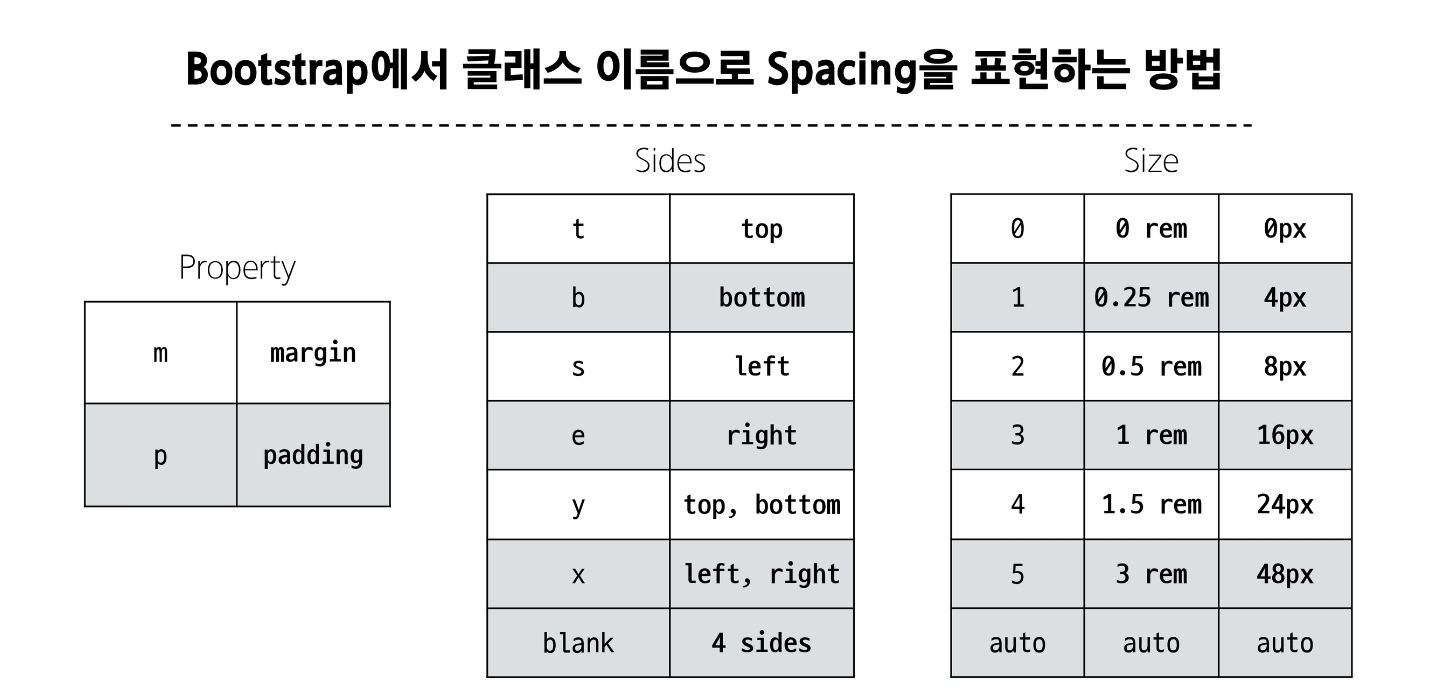 Bootstrap에서 클래스 이름으로 Spacing을 표현하는 방법
Property
m margin
p padding
Sides
t top
b bottom
s left
e right
y top, bottom
x left, right
blank 4 sides
Size
0 0 rem 0px
1 0.25 rem 4px
2 0.5 rem 8px
3 1 rem 16px
4 1.5 rem 24px
5 3 rem 48px
auto auto auto